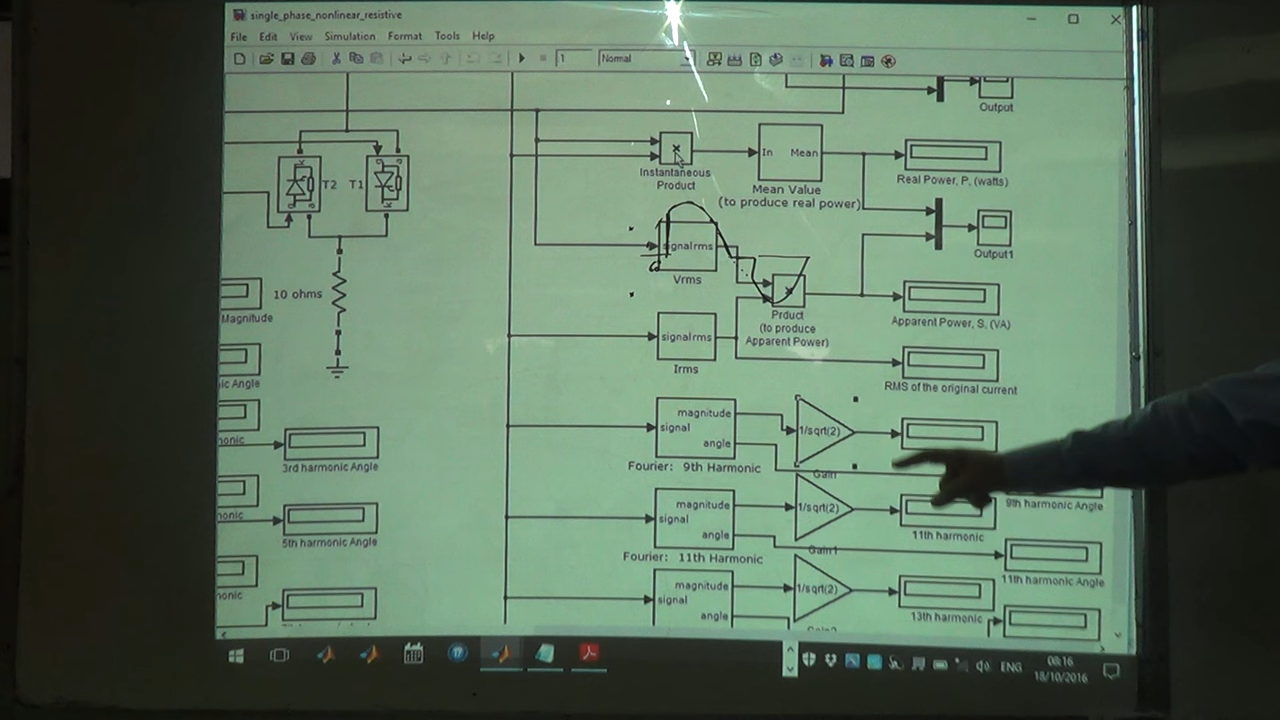 single_phase_nonlinear_resistive
File Edit View Simulation Format Tools Help
1 Normal
Output
In Mean
Instantaneous
Product
Mean Value
(to produce real power)
Real Power, P, (watts)
T2 T1
Output1
signal rms
Vrms
10 ohms
Magnitude
Prduct
(to produce
Apparent Power)
Apparent Power, S, (VA)
signal rms
Irms
RMS of the original current
ic Angle
magnitude
signal
angle
1/sqrt(2)
Fourier: 9th Harmonic
Gain
9th harmonic Angle
monic
3rd harmonic Angle
magnitude
signal
angle
1/sqrt(2)
11th harmonic
Fourier: 11th Harmonic
Gain1
11th harmonic Angle
monic
5th harmonic Angle
magnitude
signal
angle
1/sqrt(2)
13th harmonic
monic
ENG
08:16
18/10/2016